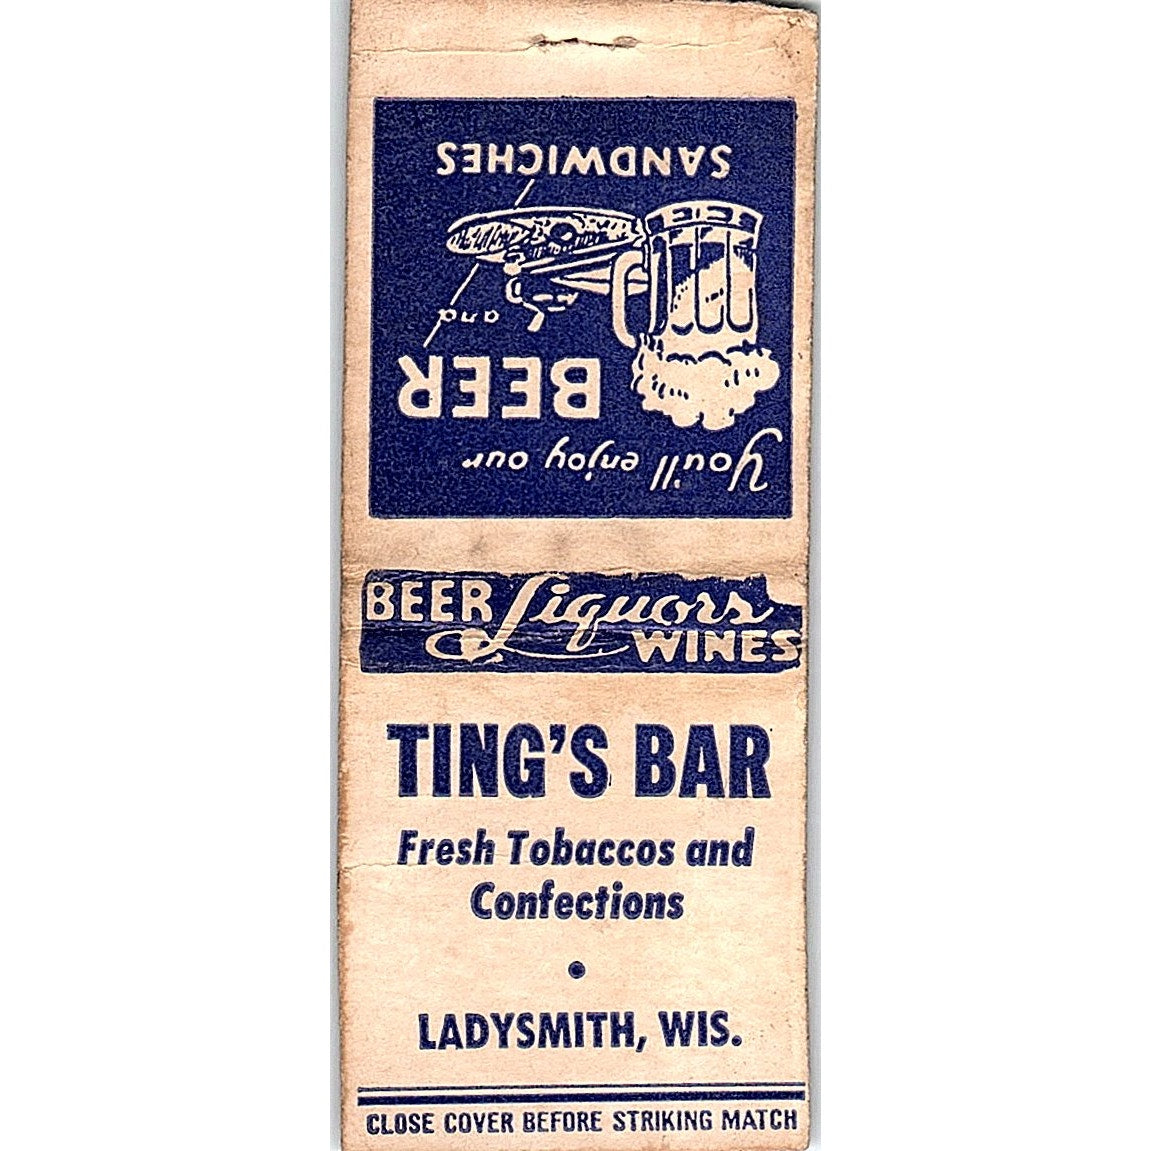 You'll enjoy our
BEER
and
SANDWICHES
BEER Liquors
WINES
TING'S BAR
Fresh Tobaccos and
Confections
•
LADYSMITH, WIS.
CLOSE COVER BEFORE STRIKING MATCH